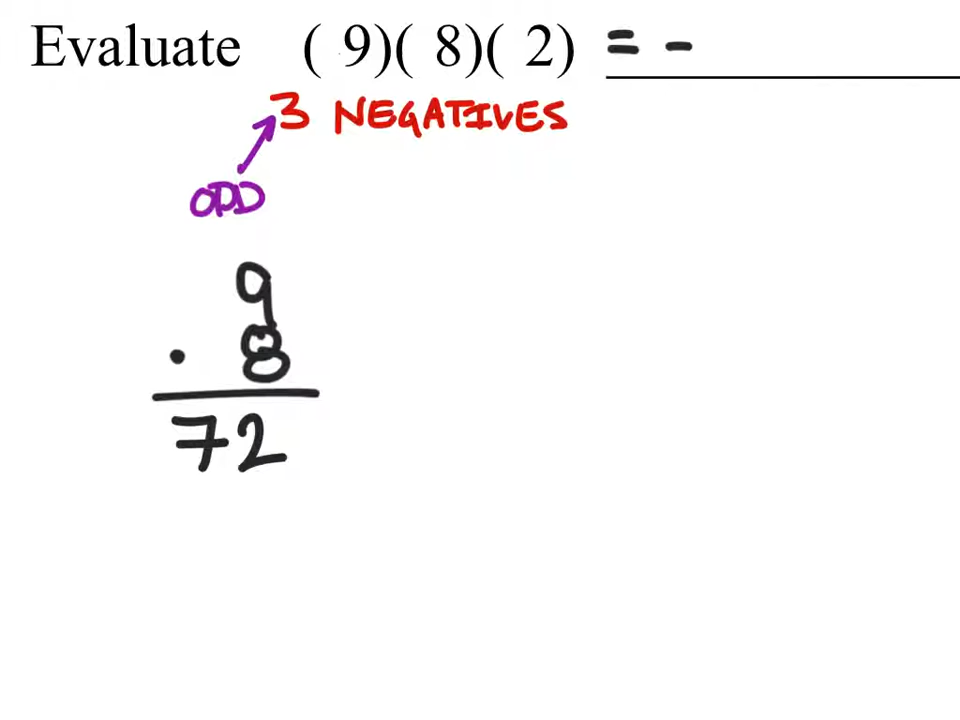 Evaluate ( 9)( 8)( 2) = -
3 NEGATIVES
ODD
9
. 8
72